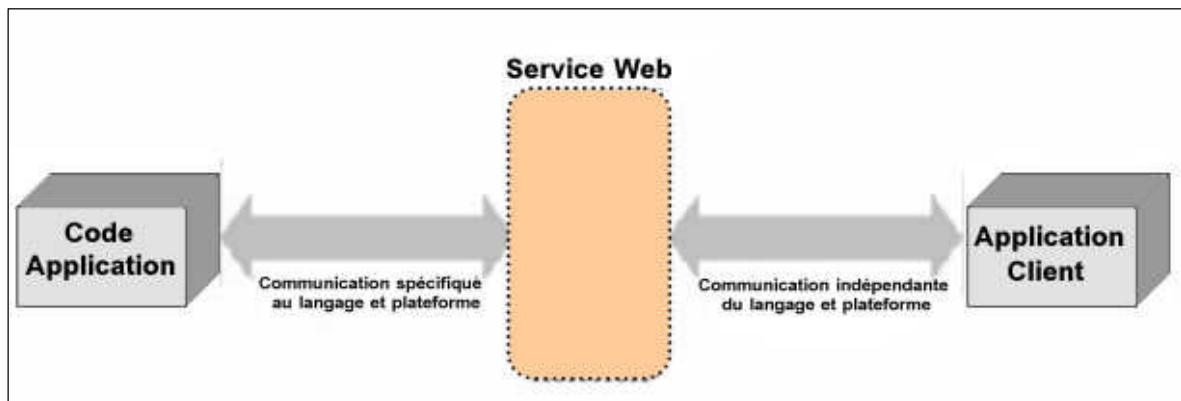 Service Web
Code
Application
Communication spécifique
au langage et plateforme
Communication indépendante
du langage et plateforme
Application
Client